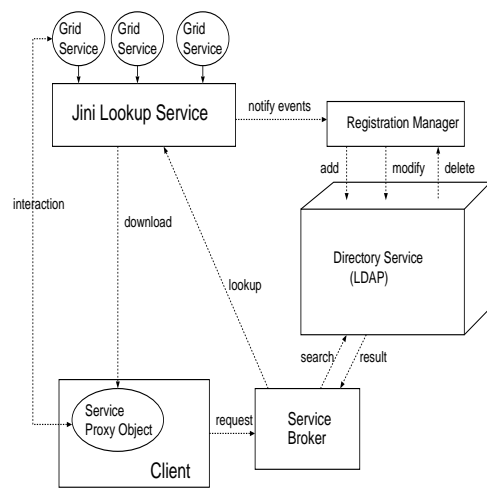 Grid
Service
Grid
Service
Grid
Service
Jini Lookup Service
notify events
Registration Manager
add
modify
delete
interaction
download
Directory Service
(LDAP)
lookup
search
result
Service
Proxy Object
request
Service
Broker
Client